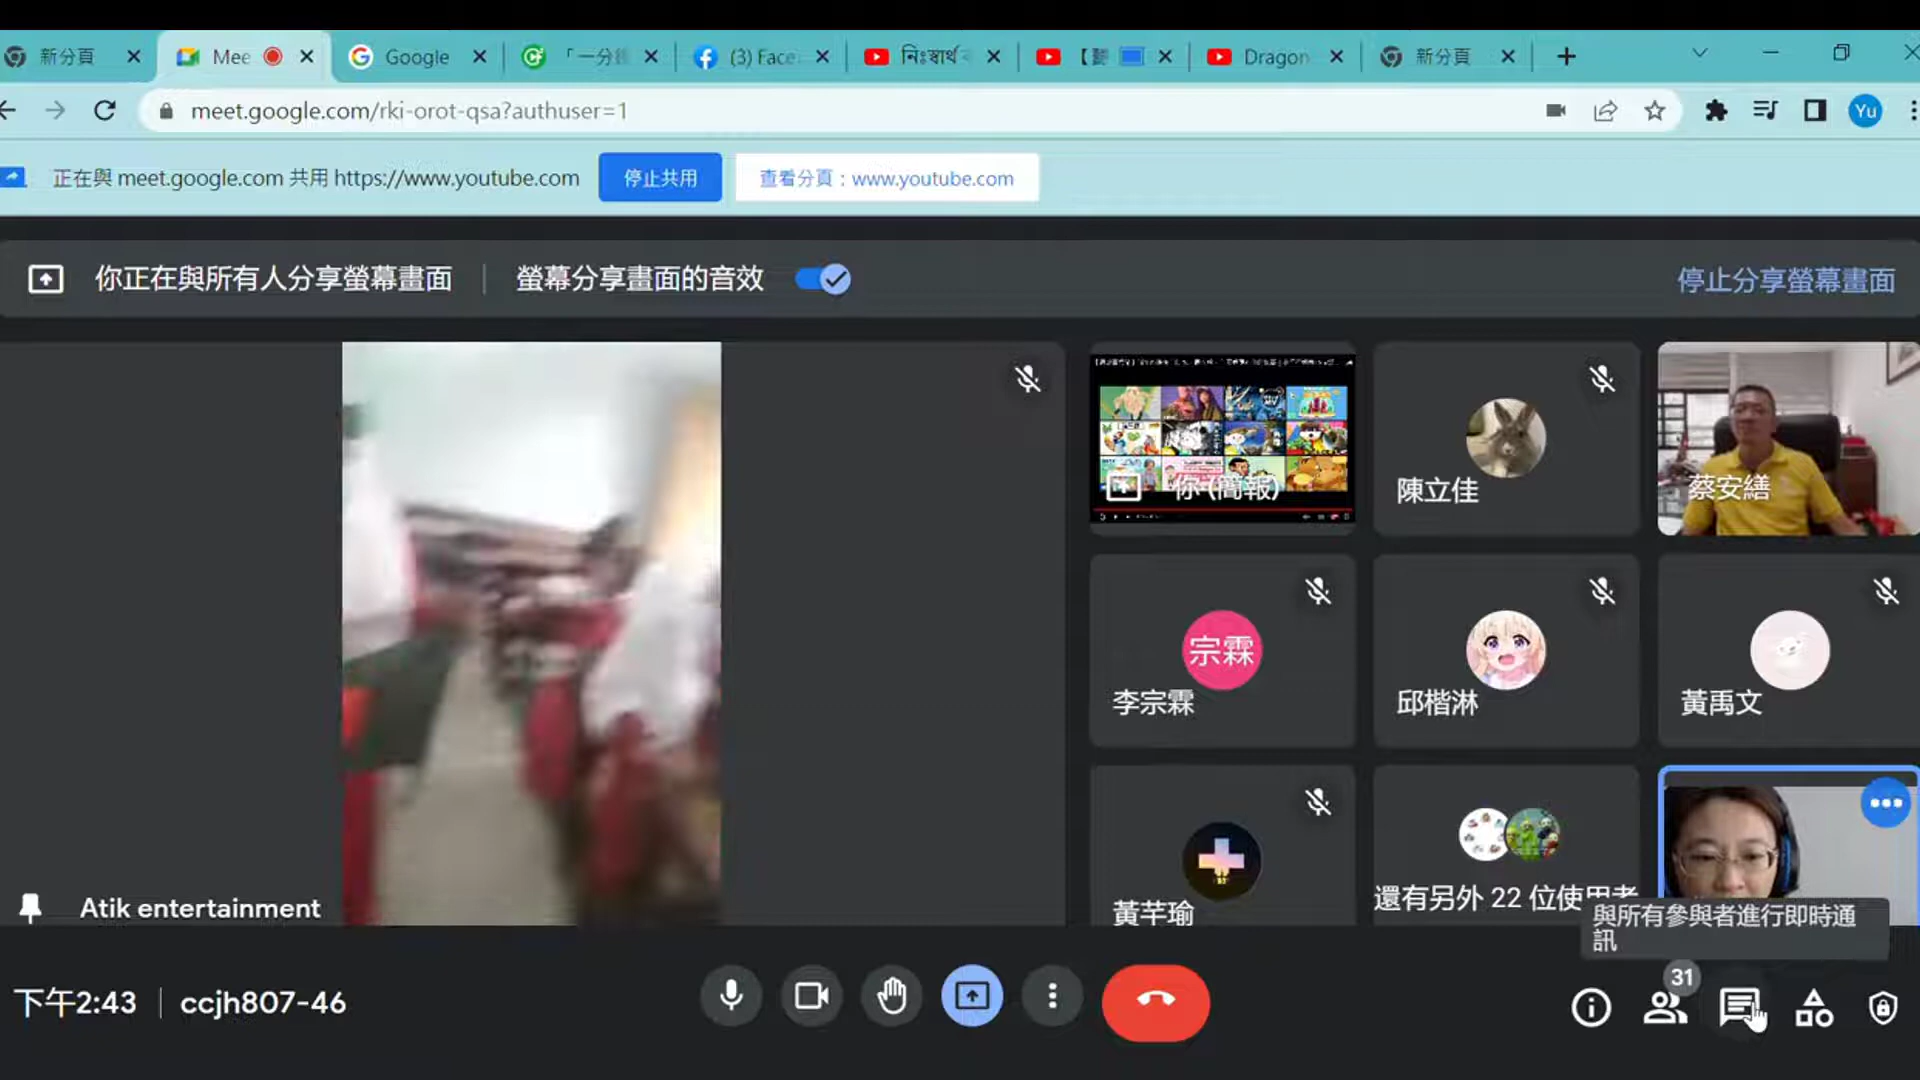 新分頁
Mee
Google
「一分鐘
(3) Face
নিঃস্বার্থ
【
Dragon
新分頁
meet.google.com/rki-orot-qsa?authuser=1
Yu
正在與 meet.google.com 共用 https://www.youtube.com
停止共用
查看分頁：www.youtube.com
你正在與所有人分享螢幕畫面
螢幕分享畫面的音效
停止分享螢幕畫面
你 (簡報)
陳立佳
蔡安繕
宗霖
李宗霖
邱楷淋
黃禹文
黃芊瑜
還有另外 22 位使用者
Atik entertainment
與所有參與者進行即時通訊
下午2:43
ccjh807-46
31